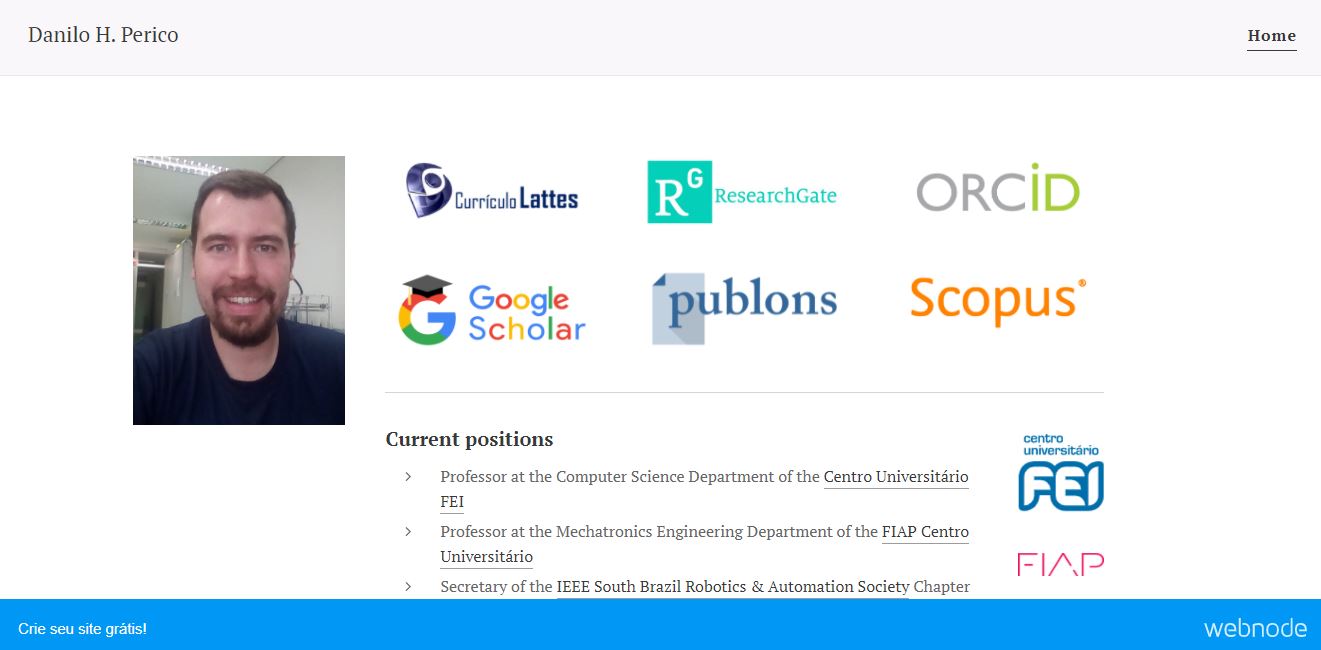 Danilo H. Perico
Home
Currículo Lattes
RG ResearchGate
ORCiD
Google
Scholar
publons
Scopus®
Current positions
Professor at the Computer Science Department of the Centro Universitário
FEI
Professor at the Mechatronics Engineering Department of the FIAP Centro
Universitário
Secretary of the IEEE South Brazil Robotics & Automation Society Chapter
centro
universitário
FEI
FIAP
Crie seu site grátis!
webnode